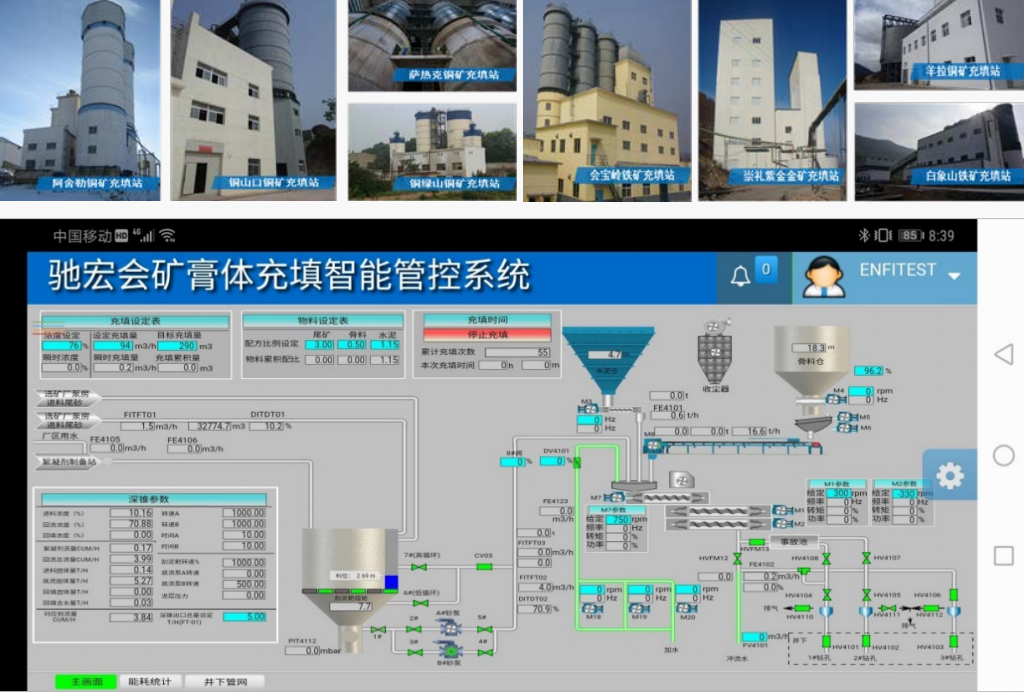 阿舍勒铜矿充填站
铜山口铜矿充填站
萨热克铜矿充填站
铜绿山铜矿充填站
会宝岭铁矿充填站
崇礼紫金金矿充填站
羊拉铜矿充填站
白象山铁矿充填站
中国移动 HD 4G
85 8:39
驰宏会矿膏体充填智能管控系统
0
ENFITEST
充填设定表
浓度设定 设定充填量 目标充填量
76 % 94 m3/h 290 m3
瞬时浓度 瞬时充填量 充填累积量
0.0 % 0.2 m3/h 0.0 m3
物料设定表
尾矿 骨料 水泥
配方比例设定 3.00 0.50 1.15
物料累积配比 0.00 0.00 1.15
充填时间
停止充填
累计充填次数 55
本次充填时间 0 h 0 m
水泥仓
收尘器
18.3 m
骨料仓
96.2 %
M4 0 rpm
0 Hz
M5
M6
M3
0 Hz
0
0.0 t
FE4101
0.6 t/h
0.0 0.0 t 16.6 t/h
选矿厂泵房
进料尾砂
选矿厂泵房
进料尾砂
厂区用水
絮凝剂制备站
FITFT01
1.5 m3/h 32774.7 m3
DITDT01
10.2 %
FE4105
0.0 m3/h
FE4106
0.0 m3/h
0 %
DV4101
0 %
深锥参数
进料浓度 (%) 10.16 转速A 1000.00
回流浓度 (%) 70.88 转速B 1000.00
回填浓度 (%) 0.00 时间A 10.00
絮凝剂流量CUM/H 0.17 时间B 10.00
回流总流量CUM/H 3.99 刮泥耙转速% 1000.00
进料固体量T/H 0.14 底流泵A转速 0.00
底流固体量T/H 5.27 底流泵B转速 500.00
回填固体量T/H 0.00 泥层压力 0.00
回填含水量T/H 0.03
CUM/H 3.84 深锥出口流量设定
T/H(FT-01) 5.00
料位: 2.69 m
刮泥耙扭矩
7.7
PIT4112
0.0 mbar
7#(高循环)
6#(低循环)
CV03
1#
2#
3#
4#
5#
A#砂泵
B#砂泵
FE4123
0.0
m3/h
0.0 t
FITFT03
0.0 m3/h
FITFT02
4.0 m3/h
DITDT02
70.9 %
M7
M7参数
给定 750 rpm
频率 0 Hz
转矩 0 %
功率 0 %
M1
M2
M1参数
给定 300 rpm
频率 0 Hz
转矩 0 %
功率 0 %
M2参数
给定 -330 rpm
频率 0 Hz
转矩 0 %
功率 0 %
0 rpm
0 Hz
M18
0 rpm
0 Hz
M19
0 rpm
0 Hz
M20
加水
冲洗水
0.0
HVFM12
HVFM13
事故池
FE4102
0.2 m3/h
0.0 %
0 m3/h
FV4101
HV4108
HV4107
HV4104
HV4110
排气
HV4105
HV4111
HV4106
HV4112
排气
井下
HV4101
HV4102
HV4103
1#钻孔
2#钻孔
3#钻孔
主画面
能耗统计
井下管网